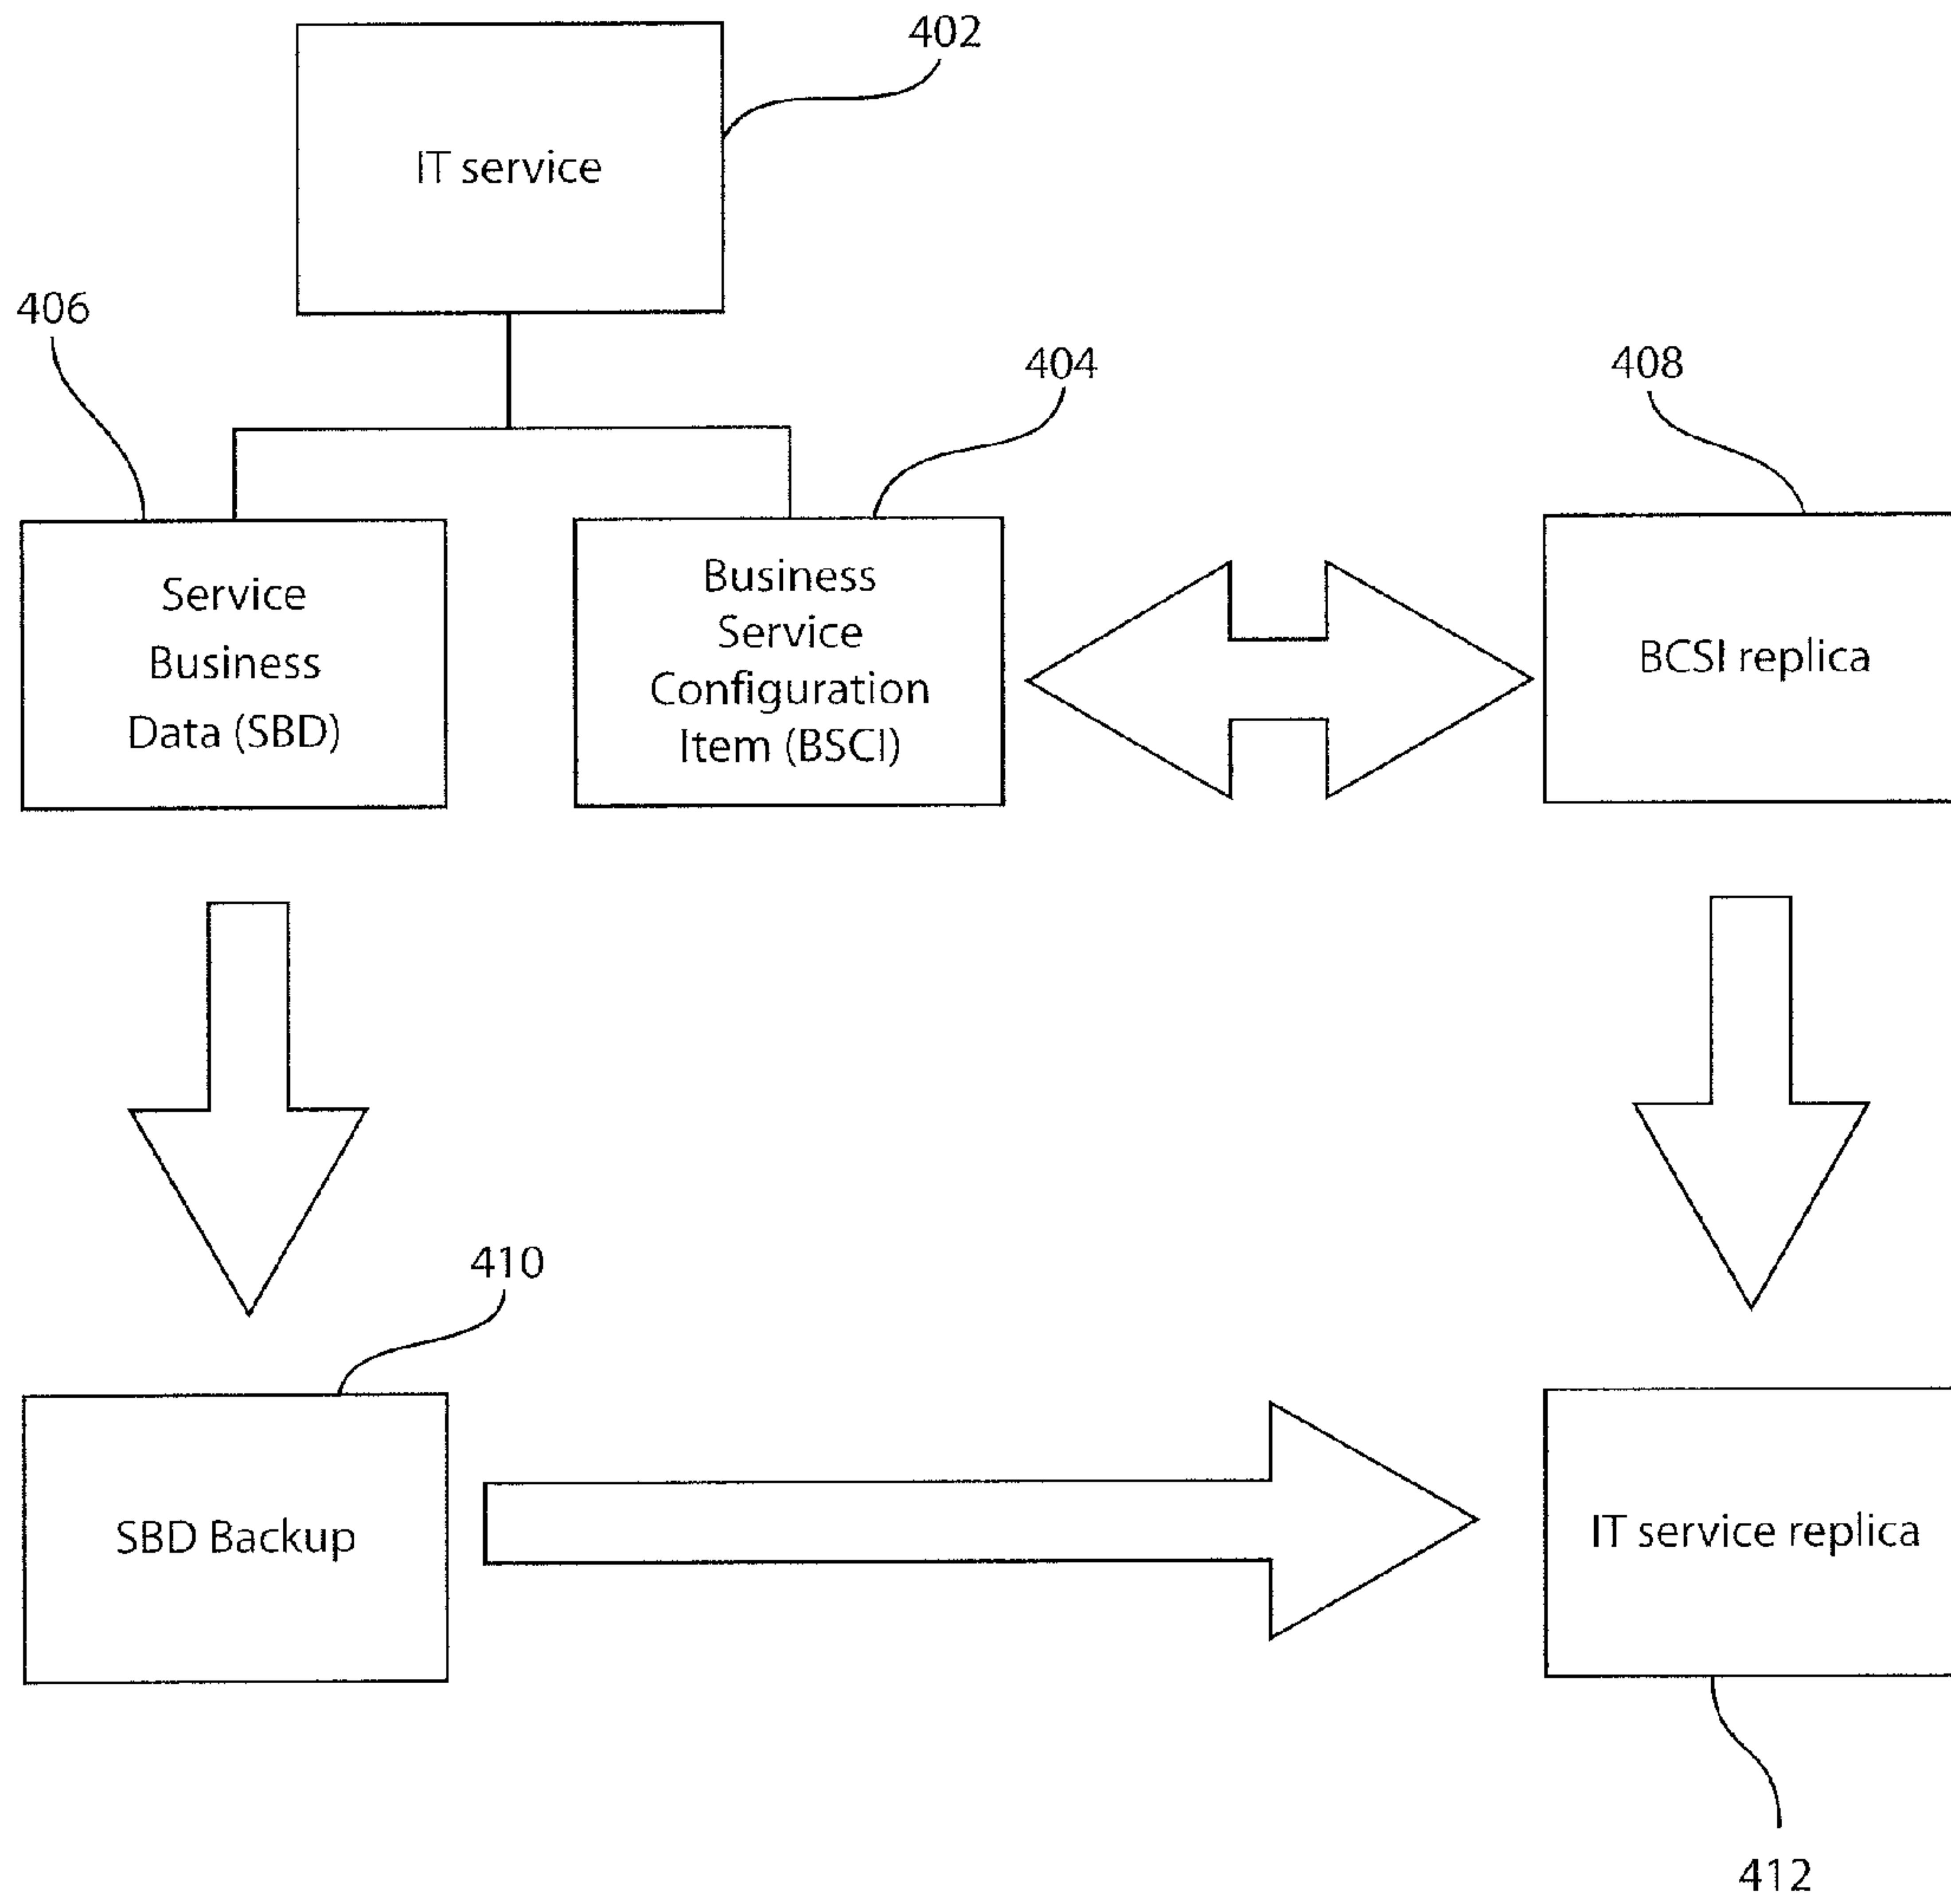 402
IT service
406
404
408
Service
Business
Data (SBD)
Business
Service
Configuration
Item (BSCI)
BCSI replica
410
SBD Backup
IT service replica
412